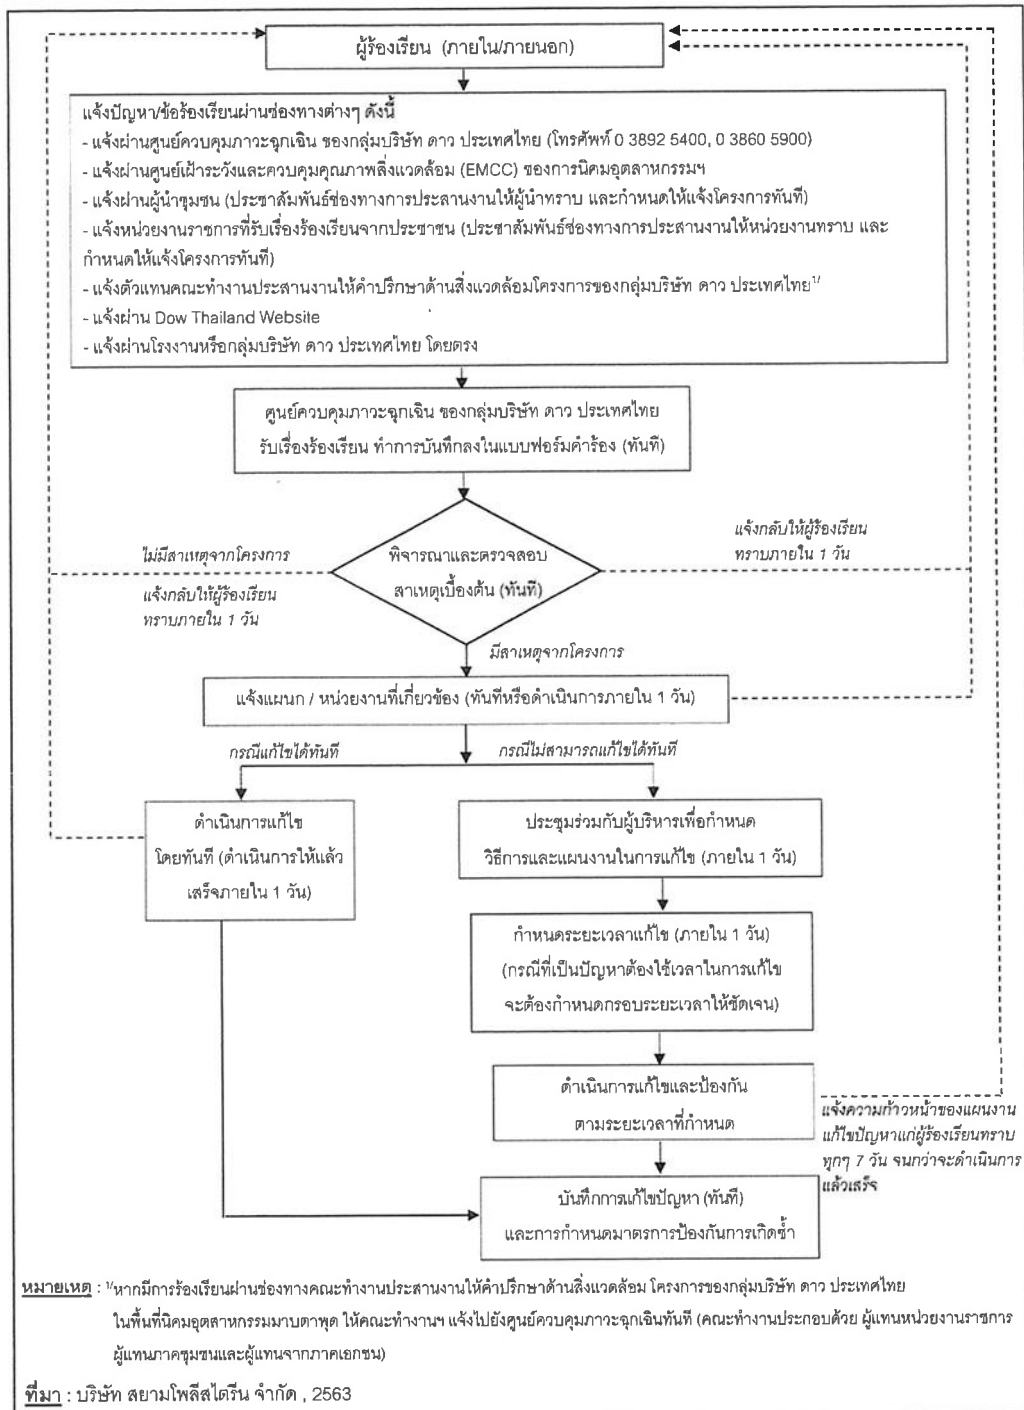 ผู้ร้องเรียน (ภายใน/ภายนอก)
แจ้งปัญหา/ข้อร้องเรียนผ่านช่องทางต่างๆ ดังนี้
- แจ้งผ่านศูนย์ควบคุมภาวะฉุกเฉิน ของกลุ่มบริษัท ดาว ประเทศไทย (โทรศัพท์ 0 3892 5400, 0 3860 5900)
- แจ้งผ่านศูนย์เฝ้าระวังและควบคุมคุณภาพสิ่งแวดล้อม (EMCC) ของการนิคมอุตสาหกรรมฯ
- แจ้งผ่านผู้นำชุมชน (ประชาสัมพันธ์ช่องทางการประสานงานให้ผู้นำทราบ และกำหนดให้แจ้งโครงการทันที)
- แจ้งหน่วยงานราชการที่รับเรื่องร้องเรียนจากประชาชน (ประชาสัมพันธ์ช่องทางการประสานงานให้หน่วยงานทราบ และ
กำหนดให้แจ้งโครงการทันที)
- แจ้งตัวแทนคณะทำงานประสานงานให้คำปรึกษาด้านสิ่งแวดล้อมโครงการของกลุ่มบริษัท ดาว ประเทศไทย¹/
- แจ้งผ่าน Dow Thailand Website
- แจ้งผ่านโรงงานหรือกลุ่มบริษัท ดาว ประเทศไทย โดยตรง
ศูนย์ควบคุมภาวะฉุกเฉิน ของกลุ่มบริษัท ดาว ประเทศไทย
รับเรื่องร้องเรียน ทำการบันทึกลงในแบบฟอร์มคำร้อง (ทันที)
พิจารณาและตรวจสอบ
สาเหตุเบื้องต้น (ทันที)
ไม่มีสาเหตุจากโครงการ
แจ้งกลับให้ผู้ร้องเรียน
ทราบภายใน 1 วัน
แจ้งกลับให้ผู้ร้องเรียน
ทราบภายใน 1 วัน
มีสาเหตุจากโครงการ
แจ้งแผนก / หน่วยงานที่เกี่ยวข้อง (ทันทีหรือดำเนินการภายใน 1 วัน)
กรณีแก้ไขได้ทันที
กรณีไม่สามารถแก้ไขได้ทันที
ดำเนินการแก้ไข
โดยทันที (ดำเนินการให้แล้ว
เสร็จภายใน 1 วัน)
ประชุมร่วมกับผู้บริหารเพื่อกำหนด
วิธีการและแผนงานในการแก้ไข (ภายใน 1 วัน)
กำหนดระยะเวลาแก้ไข (ภายใน 1 วัน)
(กรณีที่เป็นปัญหาต้องใช้เวลาในการแก้ไข
จะต้องกำหนดกรอบระยะเวลาให้ชัดเจน)
ดำเนินการแก้ไขและป้องกัน
ตามระยะเวลาที่กำหนด
แจ้งความก้าวหน้าของแผนงาน
แก้ไขปัญหาแก่ผู้ร้องเรียนทราบ
ทุกๆ 7 วัน จนกว่าจะดำเนินการ
แล้วเสร็จ
บันทึกการแก้ไขปัญหา (ทันที)
และการกำหนดมาตรการป้องกันการเกิดซ้ำ
หมายเหตุ : ¹/หากมีการร้องเรียนผ่านช่องทางคณะทำงานประสานงานให้คำปรึกษาด้านสิ่งแวดล้อม โครงการของกลุ่มบริษัท ดาว ประเทศไทย
ในพื้นที่นิคมอุตสาหกรรมมาบตาพุด ให้คณะทำงานฯ แจ้งไปยังศูนย์ควบคุมภาวะฉุกเฉินทันที (คณะทำงานประกอบด้วย ผู้แทนหน่วยงานราชการ
ผู้แทนภาคชุมชนและผู้แทนจากภาคเอกชน)
ที่มา : บริษัท สยามโพลีสไตรีน จำกัด , 2563